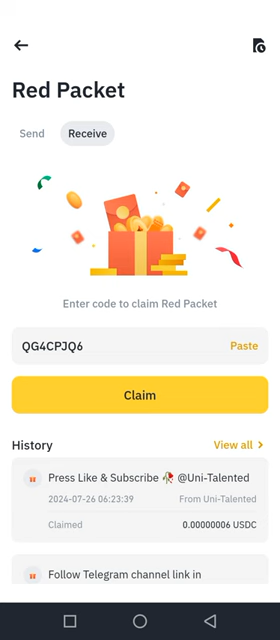 Red Packet
Send
Receive
Enter code to claim Red Packet
QG4CPJQ6
Paste
Claim
History
View all
Press Like & Subscribe 🥀 @Uni-Talented
2024-07-26 06:23:39
From Uni-Talented
Claimed
0.00000006 USDC
Follow Telegram channel link in